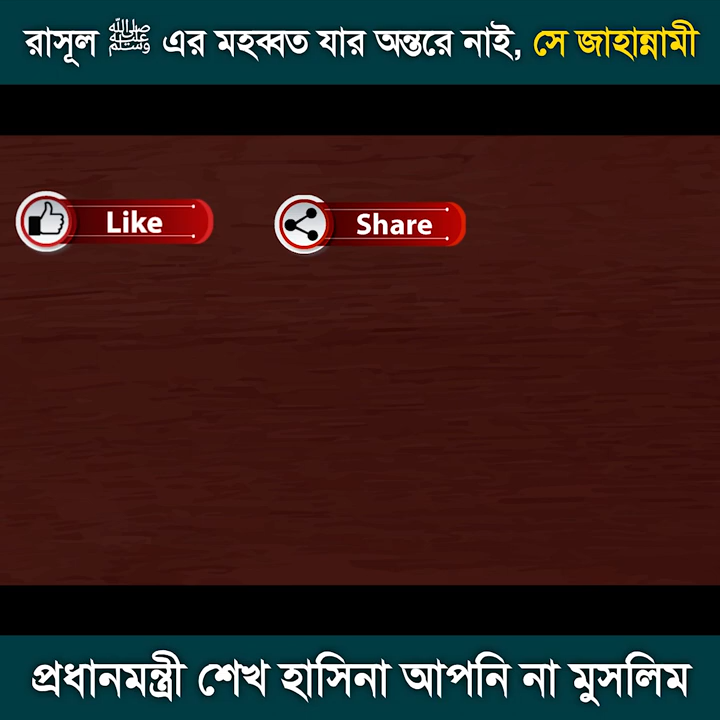 রাসূল ﷺ এর মহব্বত যার অন্তরে নাই, সে জাহান্নামী
Like
Share
প্রধানমন্ত্রী শেখ হাসিনা আপনি না মুসলিম